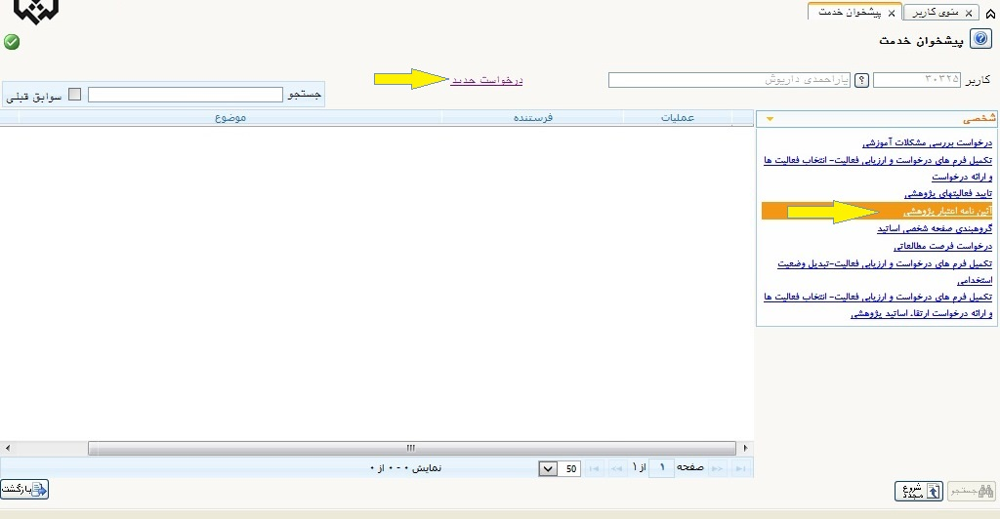 منوی کاربر
پیشخوان خدمت
پیشخوان خدمت
کاربر ۳۰۳۲۵ یاراحمدی داریوش
درخواست جدید
جستجو سوابق قبلی
شخصی
عملیات فرستنده موضوع
درخواست بررسی مشکلات آموزشی
تکمیل فرم های درخواست و ارزیابی فعالیت- انتخاب فعالیت ها
و ارائه درخواست
تایید فعالیتهای پژوهشی
آئین نامه اعتبار پژوهشی
گروهبندی صفحه شخصی اساتید
درخواست فرصت مطالعاتی
تکمیل فرم های درخواست و ارزیابی فعالیت-تبدیل وضعیت
استخدامی
تکمیل فرم های درخواست و ارزیابی فعالیت- انتخاب فعالیت ها
و ارائه درخواست ارتقاء اساتید پژوهشی
صفحه ۱ از ۱ 50 نمایش ۰ - ۰ از ۰
جستجو
شروع
مجدد
بازگشت